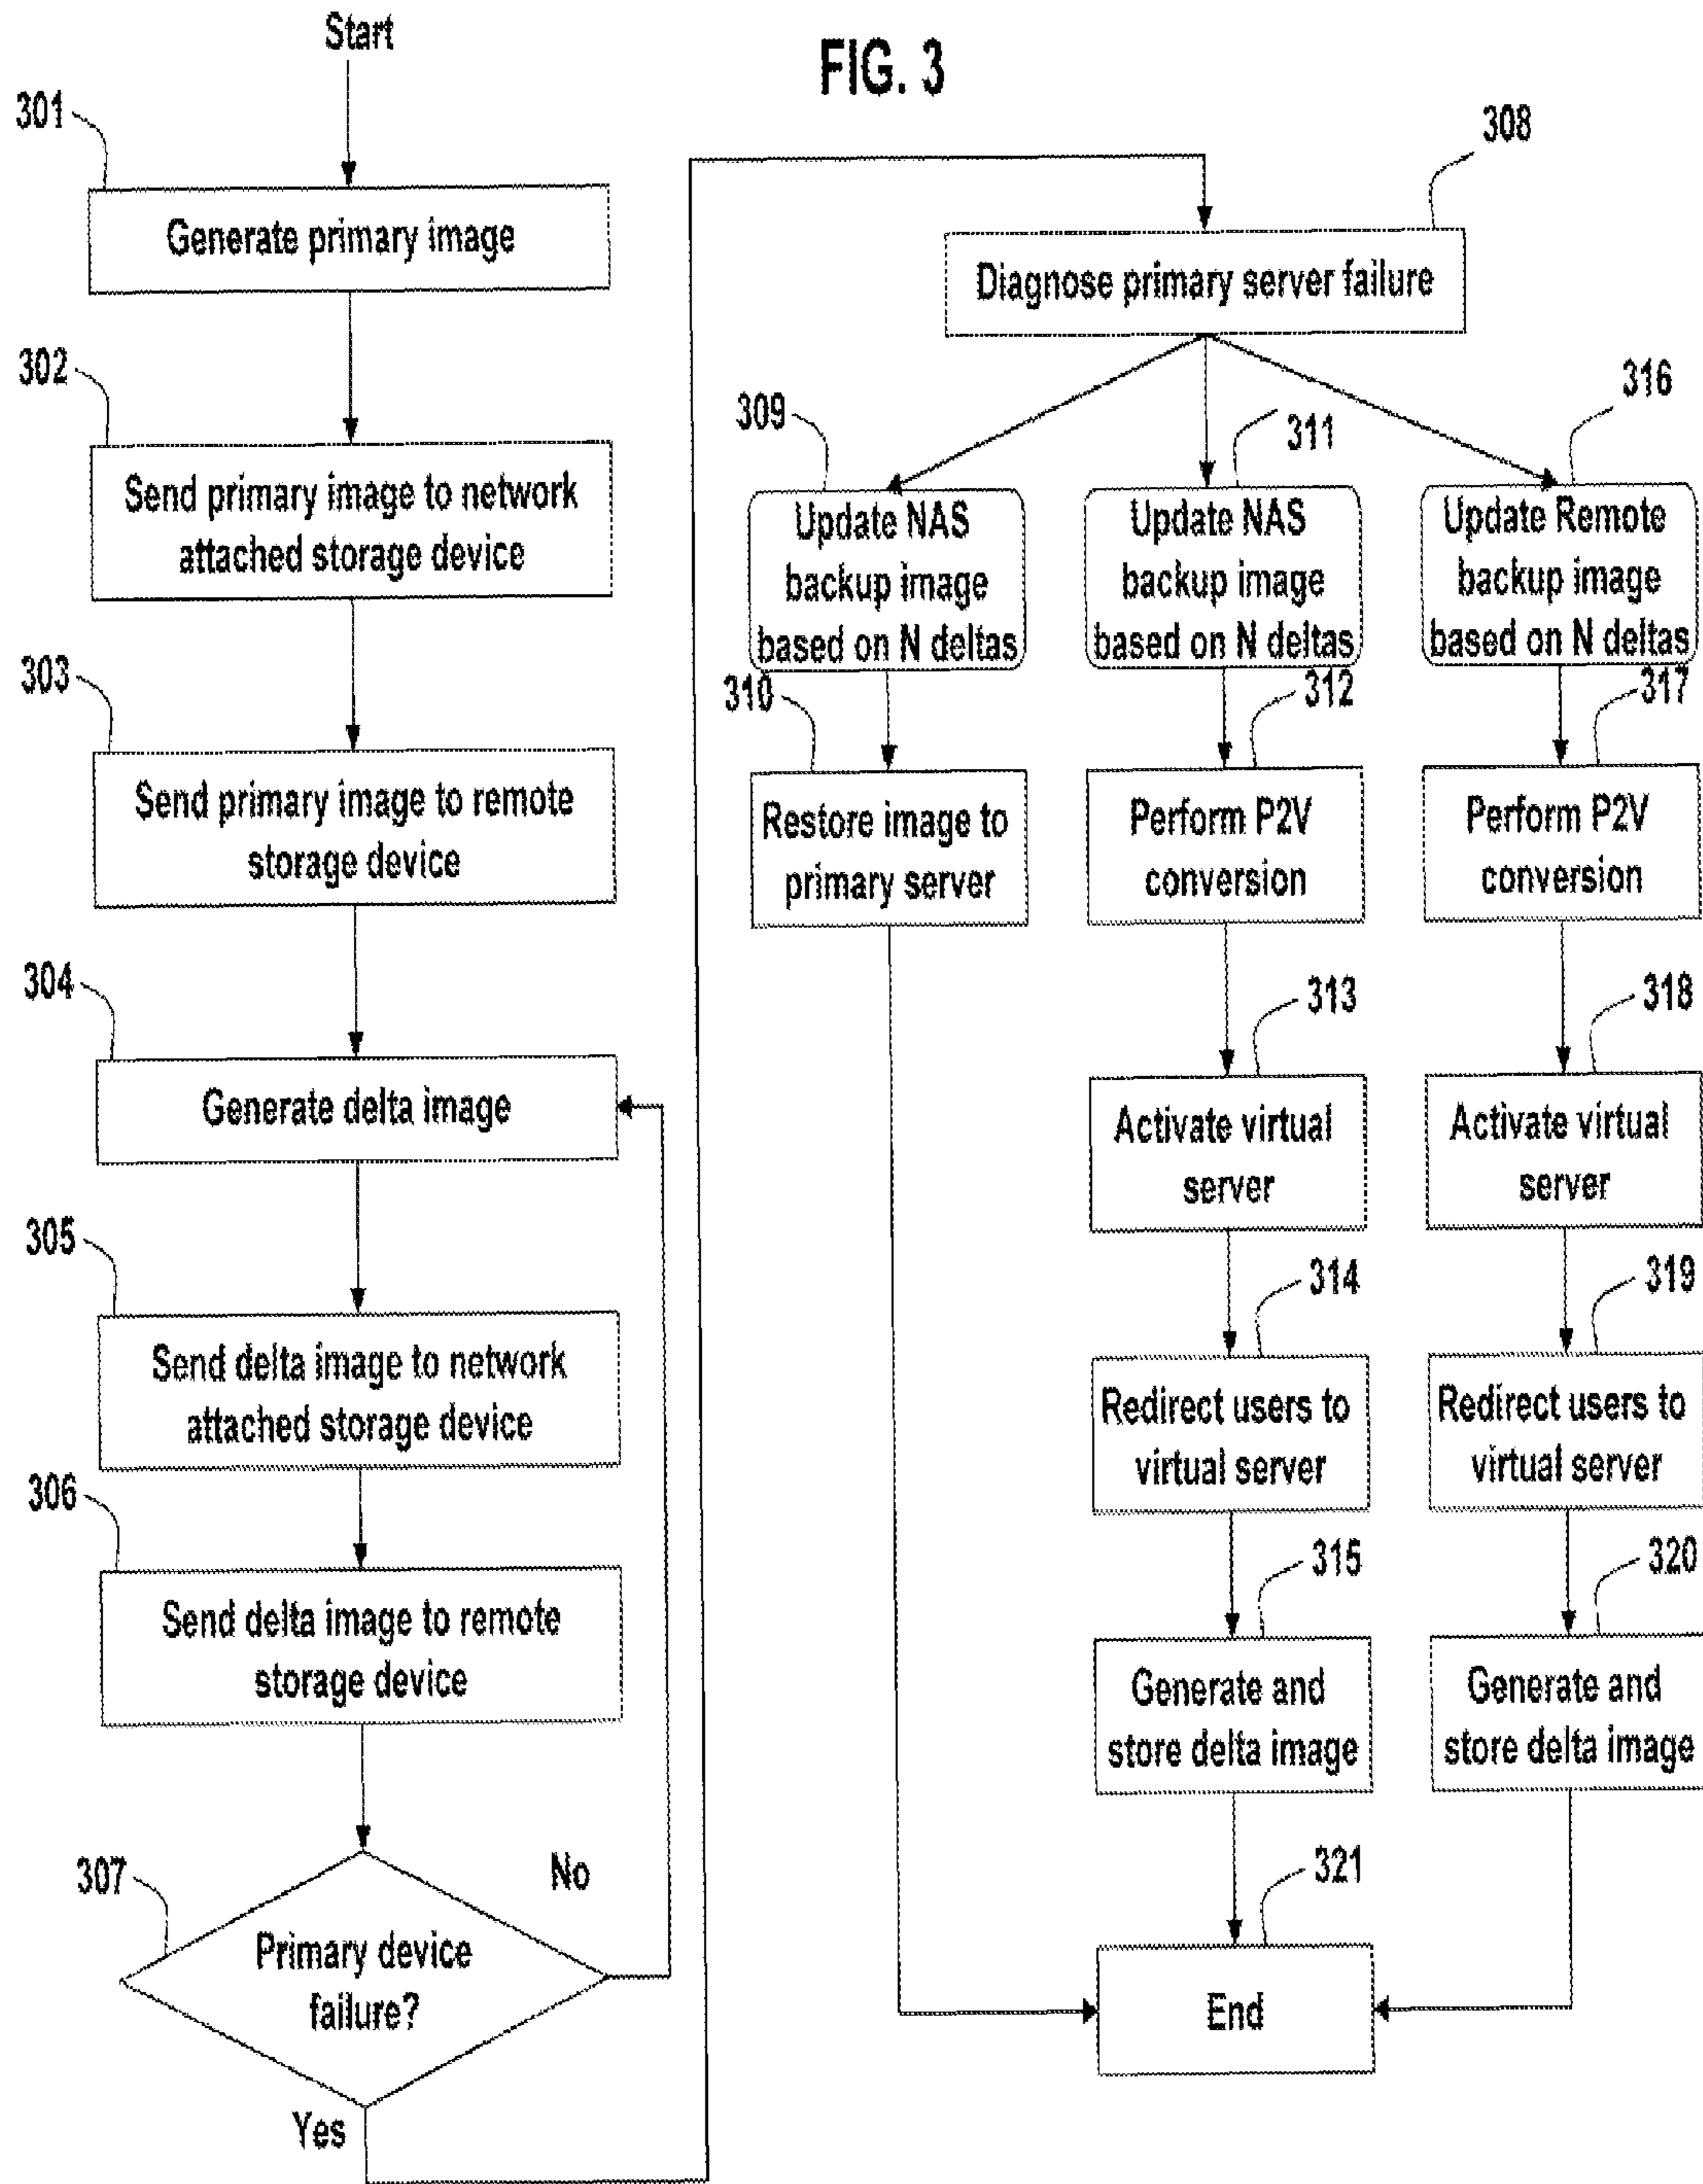 Start
FIG. 3
301
Generate primary image
302
Send primary image to network
attached storage device
303
Send primary image to remote
storage device
304
Generate delta image
305
Send delta image to network
attached storage device
306
Send delta image to remote
storage device
307
Primary device
failure?
No
Yes
308
Diagnose primary server failure
309
Update NAS
backup image
based on N deltas
310
Restore image to
primary server
311
Update NAS
backup image
based on N deltas
312
Perform P2V
conversion
313
Activate virtual
server
314
Redirect users to
virtual server
315
Generate and
store delta image
316
Update Remote
backup image
based on N deltas
317
Perform P2V
conversion
318
Activate virtual
server
319
Redirect users to
virtual server
320
Generate and
store delta image
321
End